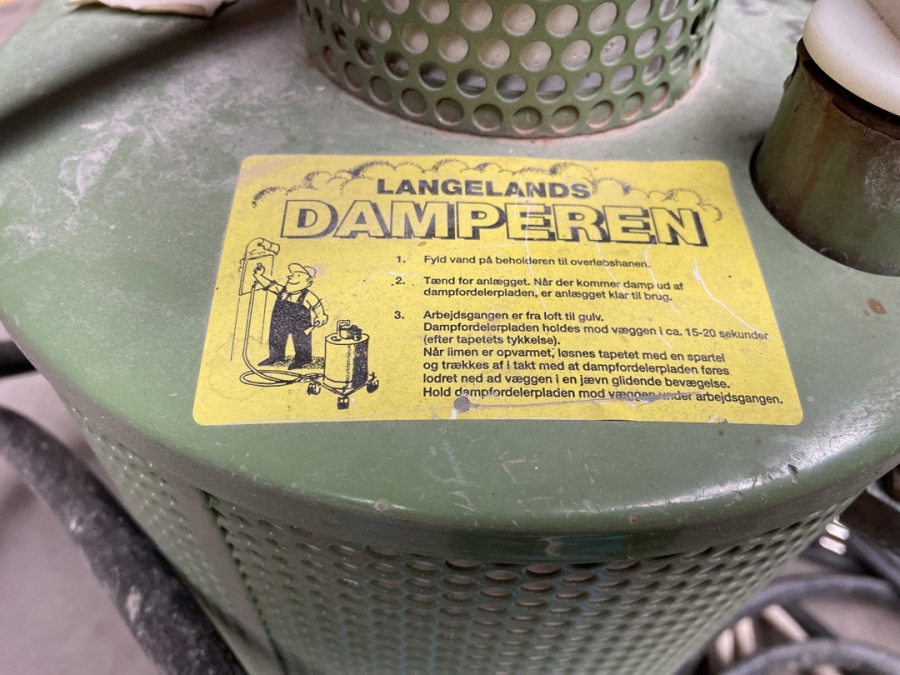 LANGELANDS
DAMPEREN
1. Fyld vand på beholderen til overløbshanen.
2. Tænd for anlægget. Når der kommer damp ud af
dampfordelerpladen, er anlægget klar til brug.
3. Arbejdsgangen er fra loft til gulv.
Dampfordelerpladen holdes mod væggen i ca. 15-20 sekunder
(efter tapetets tykkelse).
Når limen er opvarmet, løsnes tapetet med en spartel
og trækkes af i takt med at dampfordelerpladen føres
lodret ned ad væggen i en jævn glidende bevægelse.
Hold dampfordelerpladen mod væggen under arbejdsgangen.